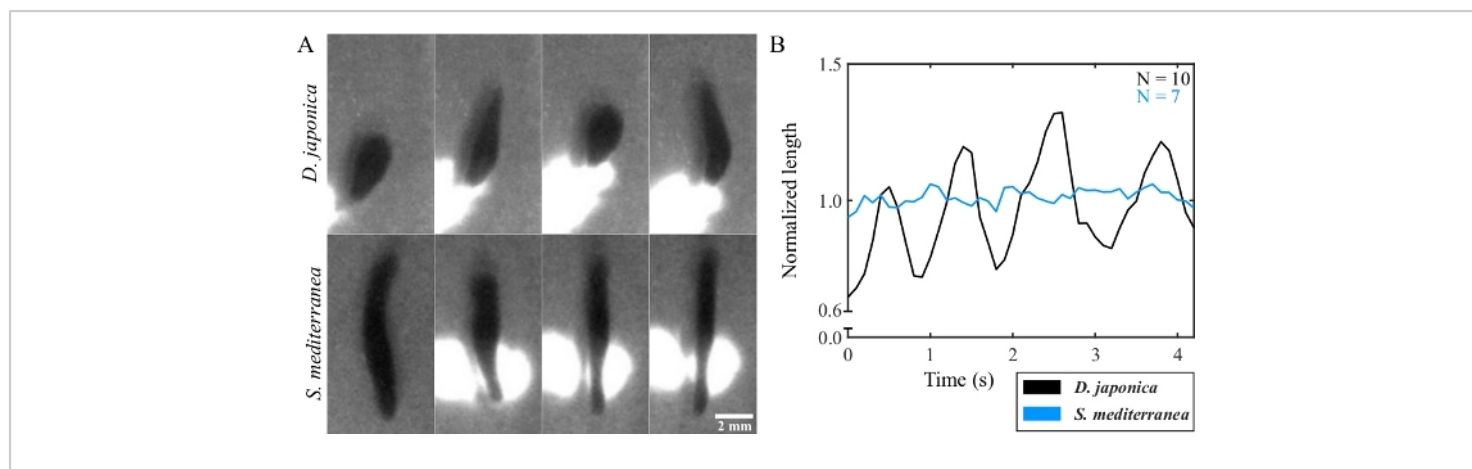 A
B
D. japonica
S. mediterranea
2 mm
1.5
1.0
0.6
0.0
Normalized length
N = 10
N = 7
0
1
2
3
4
Time (s)
D. japonica
S. mediterranea